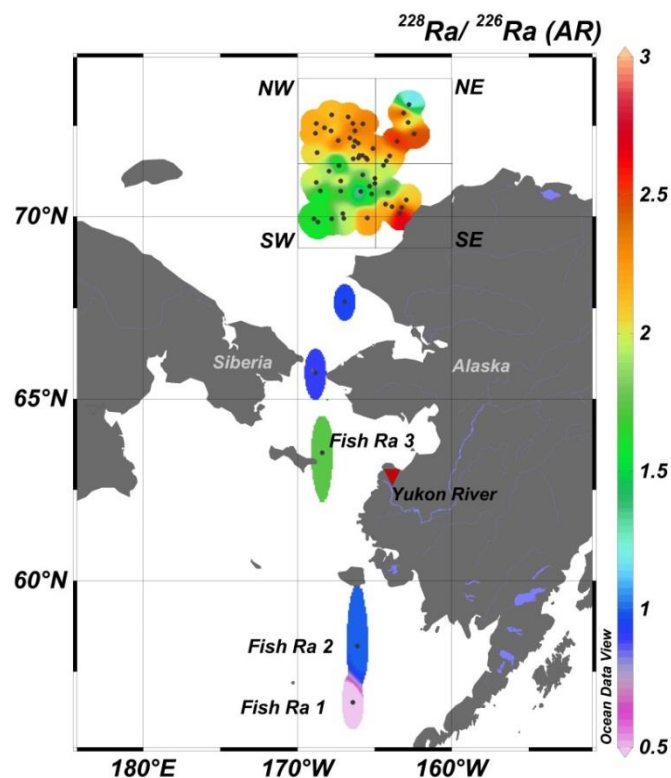 ²²⁸Ra/ ²²⁶Ra (AR)
3
NW
NE
2.5
70°N
SW
SE
2
Siberia
Alaska
65°N
Fish Ra 3
1.5
Yukon River
60°N
1
Fish Ra 2
Fish Ra 1
Ocean Data View
0.5
180°E
170°W
160°W